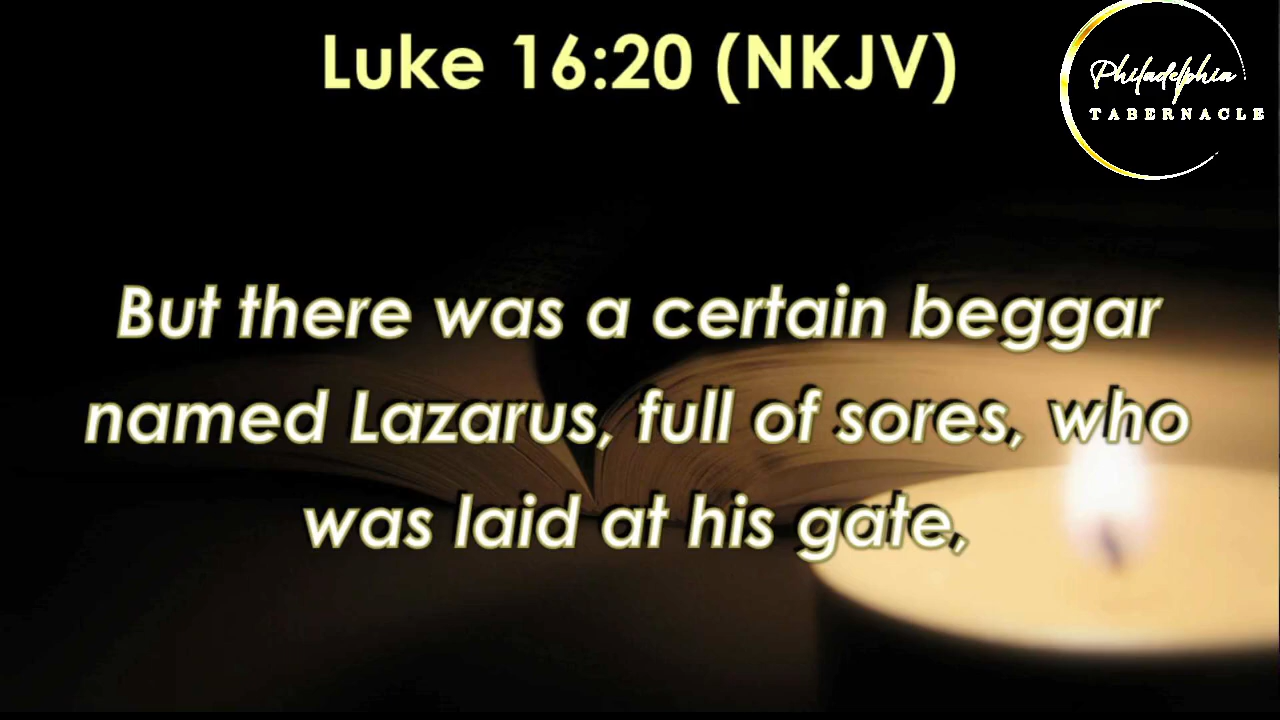 Luke 16:20 (NKJV)
Philadelphia
TABERNACLE
But there was a certain beggar
named Lazarus, full of sores, who
was laid at his gate,